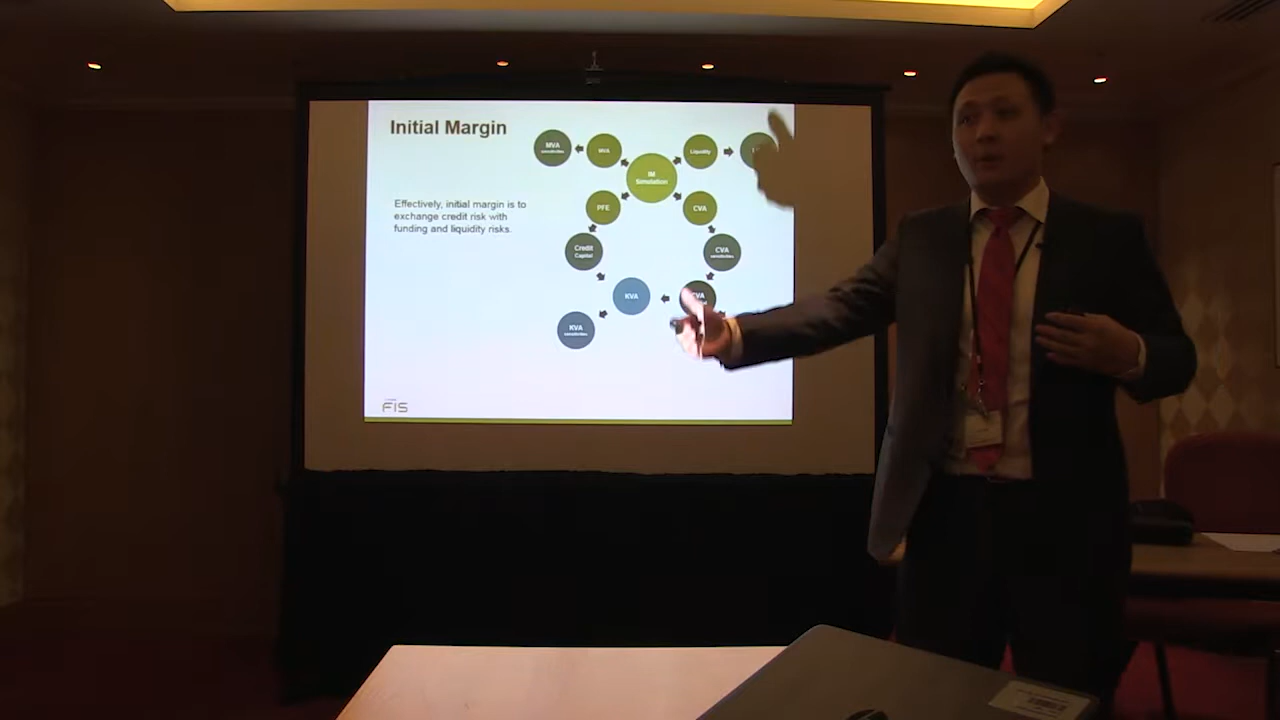 Initial Margin
Effectively, initial margin is to
exchange credit risk with
funding and liquidity risks.
MVA
sensitivities
MVA
IM
Simulation
Liquidity
PFE
CVA
Credit
Capital
CVA
sensitivities
KVA
KVA
sensitivities
FIS